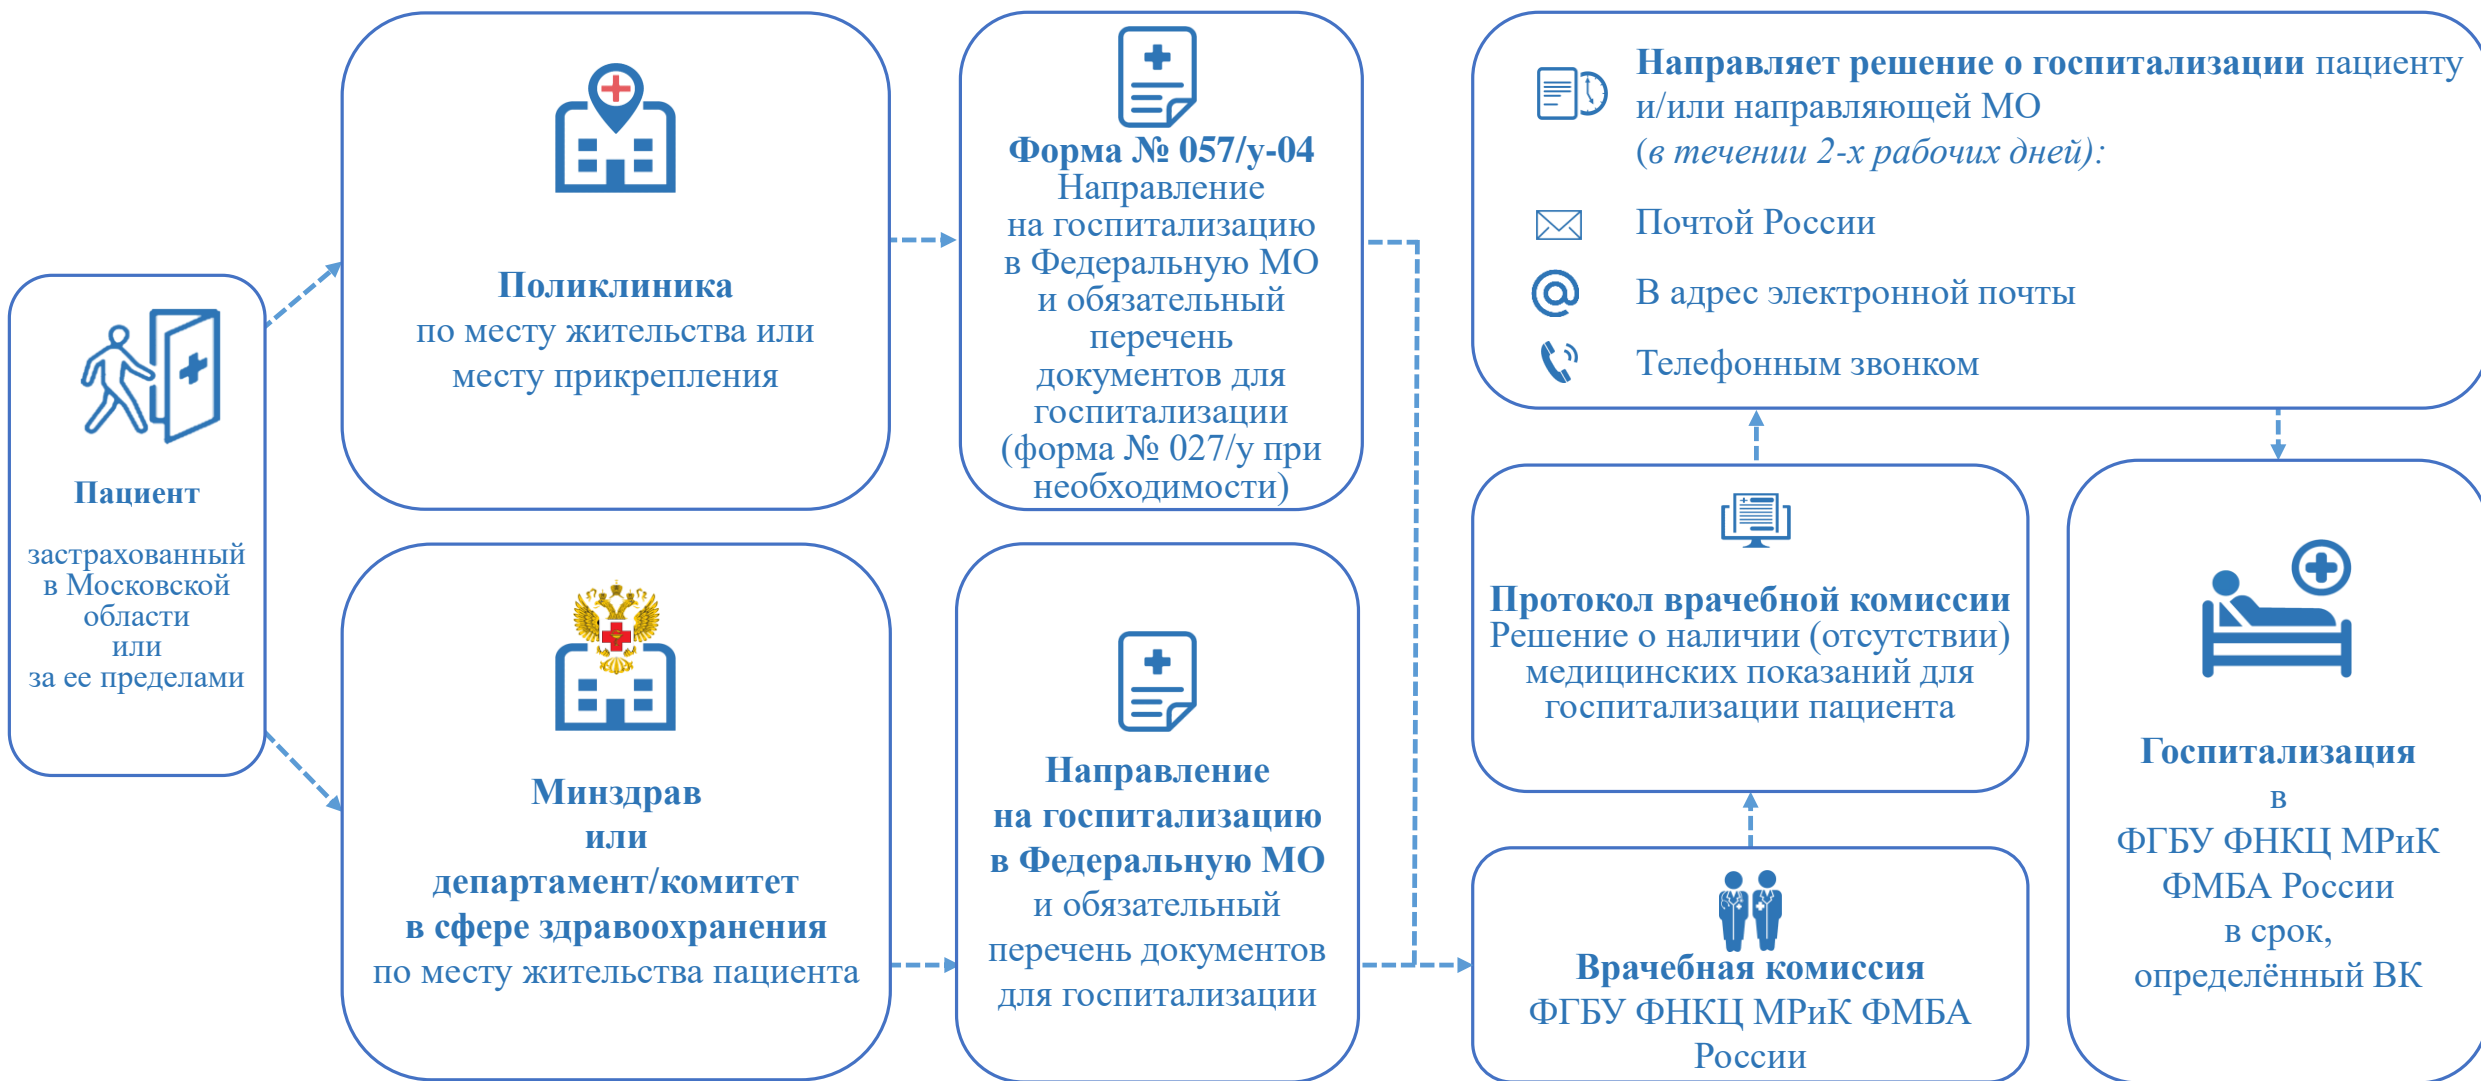 Пациент
застрахованный
в Московской
области
или
за ее пределами
Поликлиника
по месту жительства или
месту прикрепления
Минздрав
или
департамент/комитет
в сфере здравоохранения
по месту жительства пациента
Форма № 057/у-04
Направление
на госпитализацию
в Федеральную МО
и обязательный
перечень
документов для
госпитализации
(форма № 027/у при
необходимости)
Направление
на госпитализацию
в Федеральную МО
и обязательный
перечень документов
для госпитализации
Врачебная комиссия
ФГБУ ФНКЦ МРиК ФМБА
России
Протокол врачебной комиссии
Решение о наличии (отсутствии)
медицинских показаний для
госпитализации пациента
Направляет решение о госпитализации пациенту
и/или направляющей МО
(в течении 2-х рабочих дней):
Почтой России
В адрес электронной почты
Телефонным звонком
Госпитализация
в
ФГБУ ФНКЦ МРиК
ФМБА России
в срок,
определённый ВК